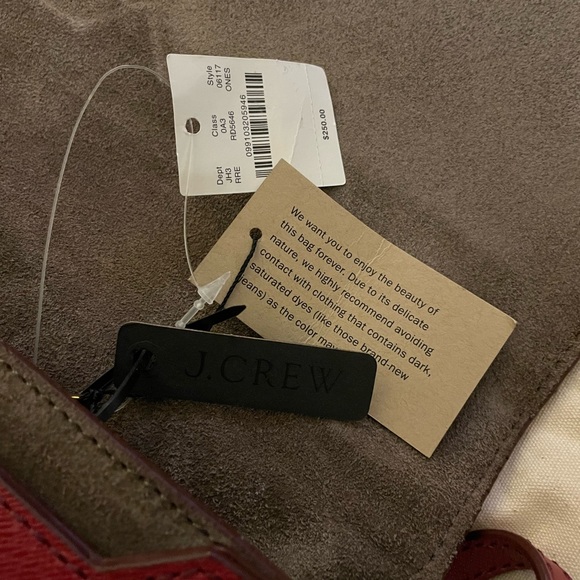 Style
06117
ONES
Class
0A3
RD5646
Dept
JH3
RRE
099103205946
$250.00
We want you to enjoy the beauty of
this bag forever. Due to its delicate
nature, we highly recommend avoiding
contact with clothing that contains dark,
saturated dyes (like those brand-new
jeans) as the color may
J.CREW